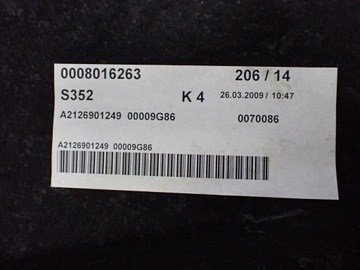 0008016263 206 / 14
S352 K 4 26.03.2009 / 10:47
A2126901249 00009G86 0070086
A2126901249 00009G86